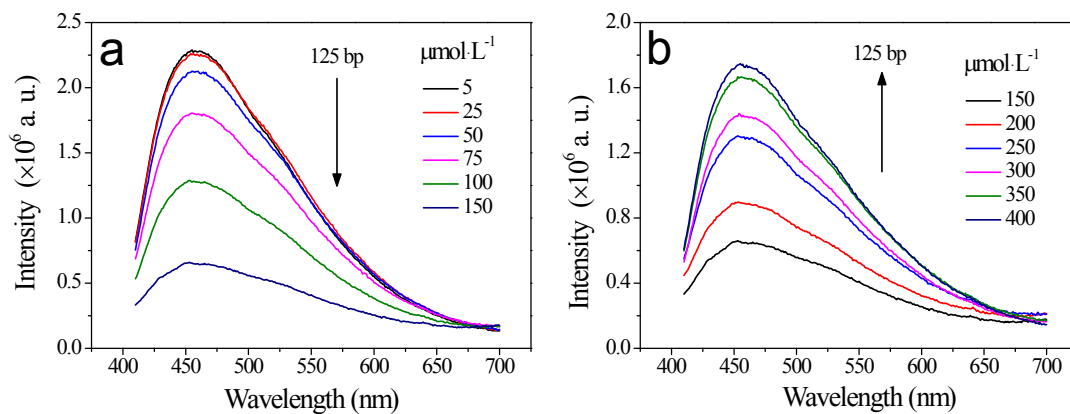 a
125 bp
μmol·L⁻¹
5
25
50
75
100
150
2.5
2.0
1.5
1.0
0.5
0.0
Intensity (×10⁶ a. u.)
400 450 500 550 600 650 700
Wavelength (nm)
b
125 bp
μmol·L⁻¹
150
200
250
300
350
400
2.0
1.6
1.2
0.8
0.4
0.0
Intensity (×10⁶ a. u.)
400 450 500 550 600 650 700
Wavelength (nm)